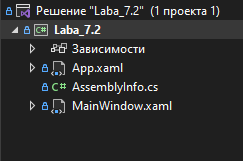 Решение "Laba_7.2" (1 проекта 1)
C# Laba_7.2
Зависимости
App.xaml
C# AssemblyInfo.cs
MainWindow.xaml